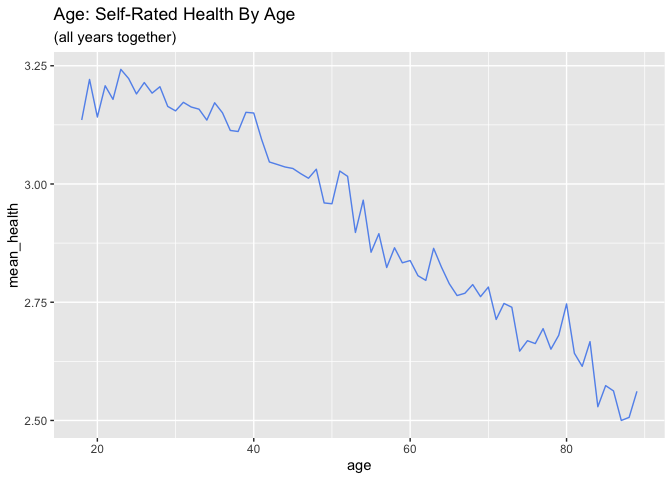 Age: Self-Rated Health By Age
(all years together)
3.25
3.00
2.75
2.50
mean_health
20 40 60 80
age